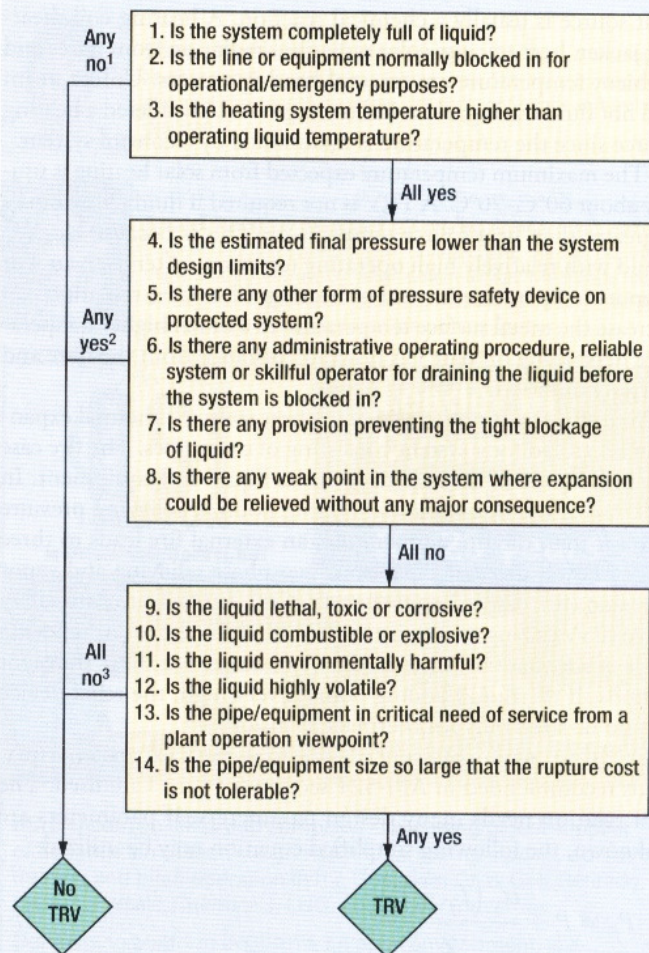 Any
no¹
1. Is the system completely full of liquid?
2. Is the line or equipment normally blocked in for
operational/emergency purposes?
3. Is the heating system temperature higher than
operating liquid temperature?
All yes
Any
yes²
4. Is the estimated final pressure lower than the system
design limits?
5. Is there any other form of pressure safety device on
protected system?
6. Is there any administrative operating procedure, reliable
system or skillful operator for draining the liquid before
the system is blocked in?
7. Is there any provision preventing the tight blockage
of liquid?
8. Is there any weak point in the system where expansion
could be relieved without any major consequence?
All no
All
no³
9. Is the liquid lethal, toxic or corrosive?
10. Is the liquid combustible or explosive?
11. Is the liquid environmentally harmful?
12. Is the liquid highly volatile?
13. Is the pipe/equipment in critical need of service from a
plant operation viewpoint?
14. Is the pipe/equipment size so large that the rupture cost
is not tolerable?
Any yes
No
TRV
TRV